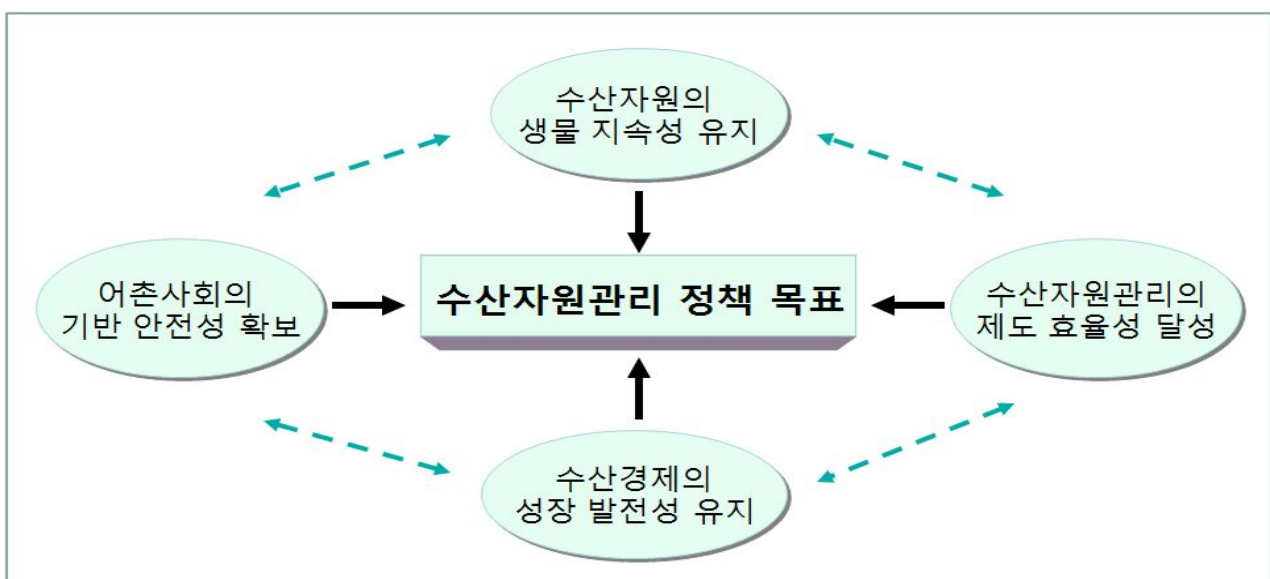 수산자원의
생물 지속성 유지
어촌사회의
기반 안전성 확보
수산자원관리 정책 목표
수산자원관리의
제도 효율성 달성
수산경제의
성장 발전성 유지